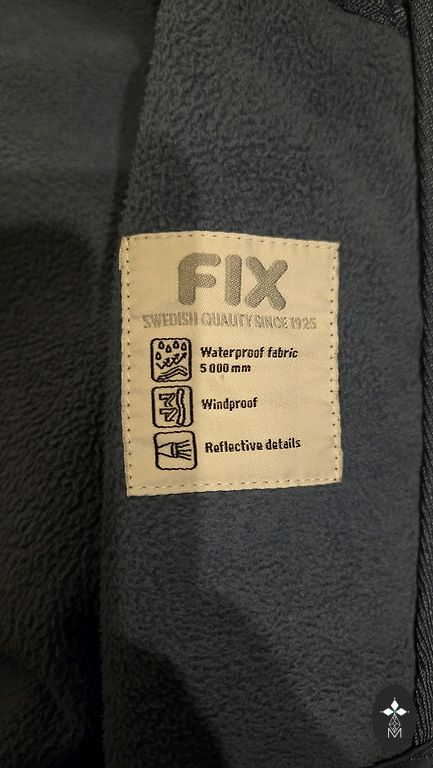 FIX
SWEDISH QUALITY SINCE 1925
Waterproof fabric
5 000 mm
Windproof
Reflective details